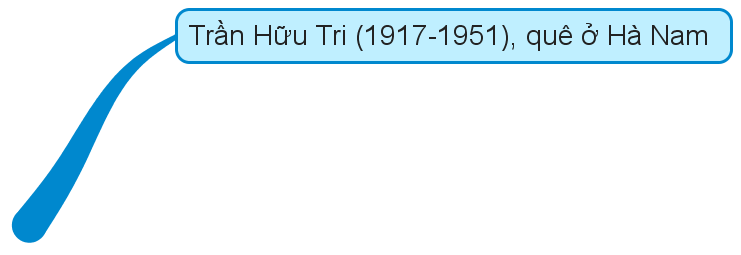 Trần Hữu Tri (1917-1951), quê ở Hà Nam